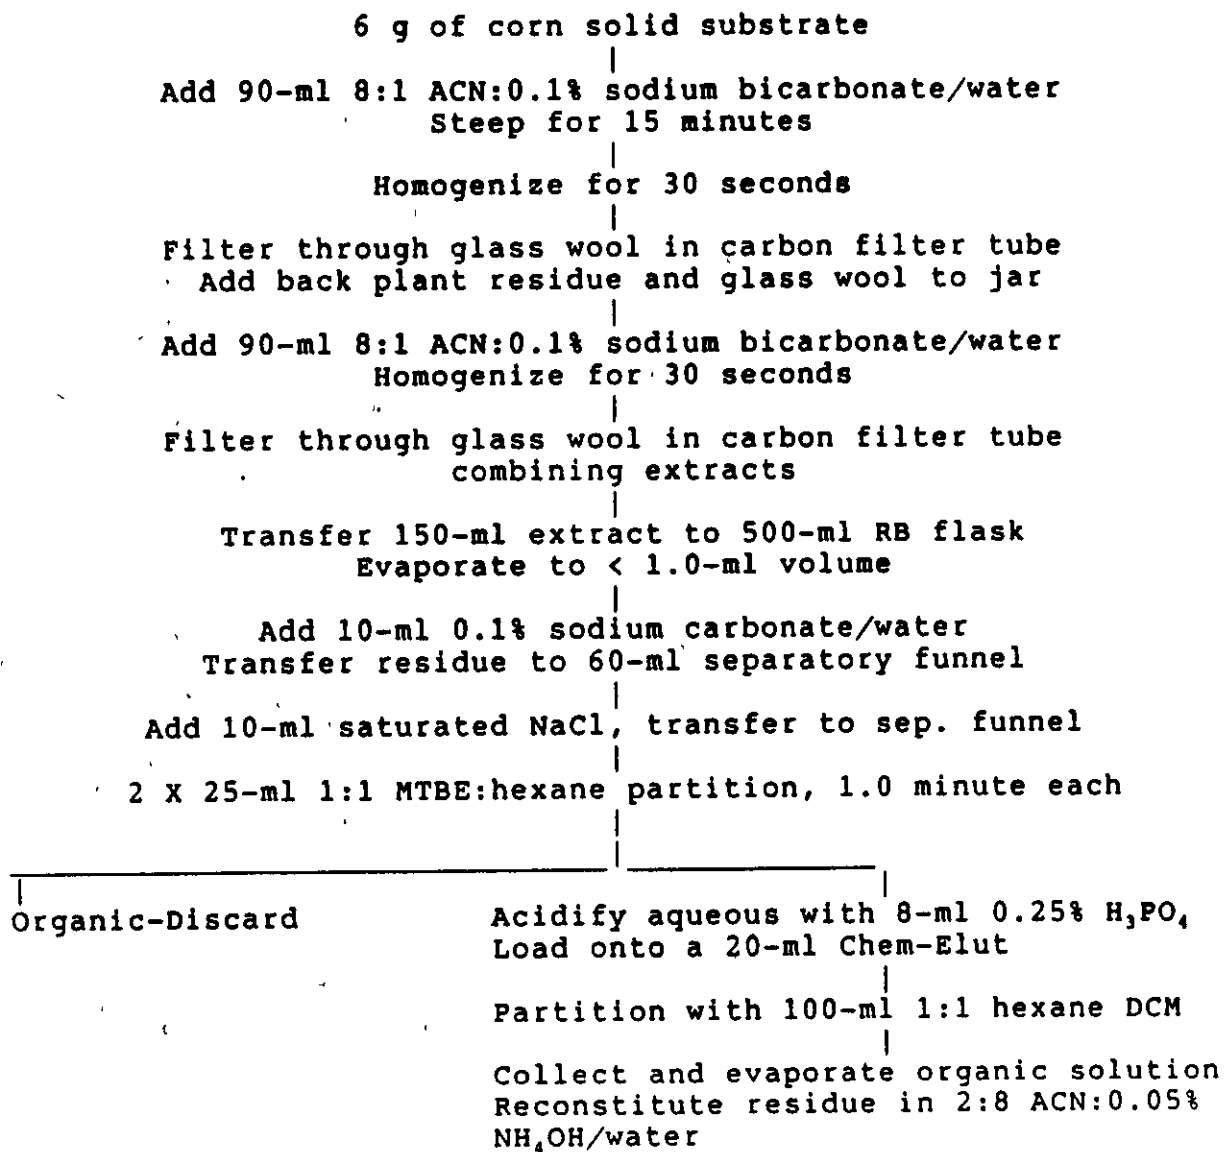 6 g of corn solid substrate
Add 90-ml 8:1 ACN:0.1% sodium bicarbonate/water
Steep for 15 minutes
Homogenize for 30 seconds
Filter through glass wool in carbon filter tube
Add back plant residue and glass wool to jar
Add 90-ml 8:1 ACN:0.1% sodium bicarbonate/water
Homogenize for 30 seconds
Filter through glass wool in carbon filter tube
combining extracts
Transfer 150-ml extract to 500-ml RB flask
Evaporate to < 1.0-ml volume
Add 10-ml 0.1% sodium carbonate/water
Transfer residue to 60-ml separatory funnel
Add 10-ml saturated NaCl, transfer to sep. funnel
2 X 25-ml 1:1 MTBE:hexane partition, 1.0 minute each
Organic-Discard
Acidify aqueous with 8-ml 0.25% H₃PO₄
Load onto a 20-ml Chem-Elut
Partition with 100-ml 1:1 hexane DCM
Collect and evaporate organic solution
Reconstitute residue in 2:8 ACN:0.05%
NH₄OH/water